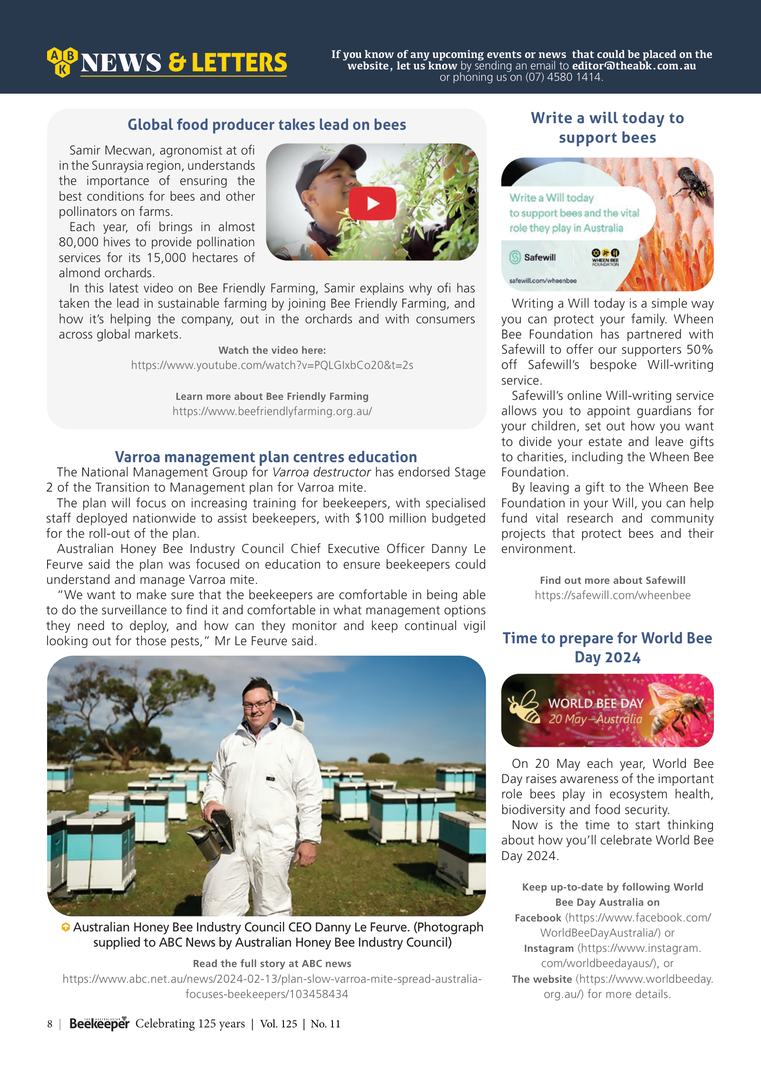 A B K
NEWS & LETTERS
If you know of any upcoming events or news that could be placed on the
website, let us know by sending an email to editor@theabk.com.au
or phoning us on (07) 4580 1414.
Global food producer takes lead on bees
Samir Mecwan, agronomist at ofi
in the Sunraysia region, understands
the importance of ensuring the
best conditions for bees and other
pollinators on farms.
Each year, ofi brings in almost
80,000 hives to provide pollination
services for its 15,000 hectares of
almond orchards.
In this latest video on Bee Friendly Farming, Samir explains why ofi has
taken the lead in sustainable farming by joining Bee Friendly Farming, and
how it’s helping the company, out in the orchards and with consumers
across global markets.
Watch the video here:
https://www.youtube.com/watch?v=PQLGIxbCo20&t=2s
Learn more about Bee Friendly Farming
https://www.beefriendlyfarming.org.au/
Varroa management plan centres education
The National Management Group for Varroa destructor has endorsed Stage
2 of the Transition to Management plan for Varroa mite.
The plan will focus on increasing training for beekeepers, with specialised
staff deployed nationwide to assist beekeepers, with $100 million budgeted
for the roll-out of the plan.
Australian Honey Bee Industry Council Chief Executive Officer Danny Le
Feurve said the plan was focused on education to ensure beekeepers could
understand and manage Varroa mite.
“We want to make sure that the beekeepers are comfortable in being able
to do the surveillance to find it and comfortable in what management options
they need to deploy, and how can they monitor and keep continual vigil
looking out for those pests,” Mr Le Feurve said.
Australian Honey Bee Industry Council CEO Danny Le Feurve. (Photograph
supplied to ABC News by Australian Honey Bee Industry Council)
Read the full story at ABC news
https://www.abc.net.au/news/2024-02-13/plan-slow-varroa-mite-spread-australia-
focuses-beekeepers/103458434
Write a will today to
support bees
Write a Will today
to support bees and the vital
role they play in Australia
Safewill
WHEEN BEE
FOUNDATION
safewill.com/wheenbee
Writing a Will today is a simple way
you can protect your family. Wheen
Bee Foundation has partnered with
Safewill to offer our supporters 50%
off Safewill’s bespoke Will-writing
service.
Safewill’s online Will-writing service
allows you to appoint guardians for
your children, set out how you want
to divide your estate and leave gifts
to charities, including the Wheen Bee
Foundation.
By leaving a gift to the Wheen Bee
Foundation in your Will, you can help
fund vital research and community
projects that protect bees and their
environment.
Find out more about Safewill
https://safewill.com/wheenbee
Time to prepare for World Bee
Day 2024
WORLD BEE DAY
20 May – Australia
On 20 May each year, World Bee
Day raises awareness of the important
role bees play in ecosystem health,
biodiversity and food security.
Now is the time to start thinking
about how you’ll celebrate World Bee
Day 2024.
Keep up-to-date by following World
Bee Day Australia on
Facebook (https://www.facebook.com/
WorldBeeDayAustralia/) or
Instagram (https://www.instagram.
com/worldbeedayaus/), or
The website (https://www.worldbeeday.
org.au/) for more details.
8 | Beekeeper Celebrating 125 years | Vol. 125 | No. 11